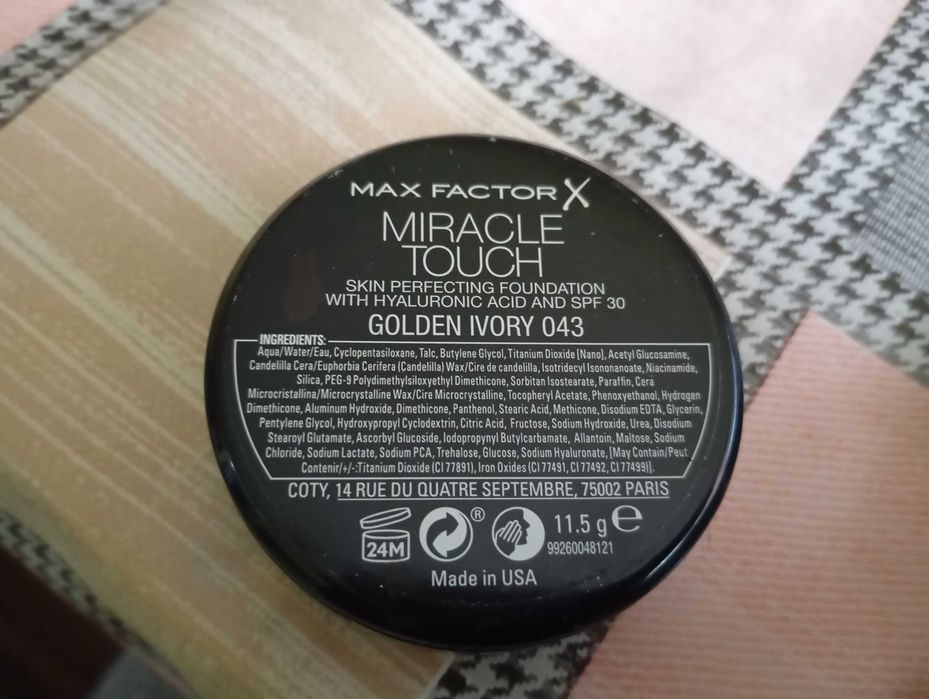 MAX FACTOR X
MIRACLE
TOUCH
SKIN PERFECTING FOUNDATION
WITH HYALURONIC ACID AND SPF 30
GOLDEN IVORY 043
INGREDIENTS:
Aqua/Water/Eau, Cyclopentasiloxane, Talc, Butylene Glycol, Titanium Dioxide [Nano], Acetyl Glucosamine,
Candelilla Cera/Euphorbia Cerifera (Candelilla) Wax/Cire de candelilla, Isotridecyl Isononanoate, Niacinamide,
Silica, PEG-9 Polydimethylsiloxyethyl Dimethicone, Sorbitan Isostearate, Paraffin, Cera
Microcristallina/Microcrystalline Wax/Cire Microcrystalline, Tocopheryl Acetate, Phenoxyethanol, Hydrogen
Dimethicone, Aluminum Hydroxide, Dimethicone, Panthenol, Stearic Acid, Methicone, Disodium EDTA, Glycerin,
Pentylene Glycol, Hydroxypropyl Cyclodextrin, Citric Acid, Fructose, Sodium Hydroxide, Urea, Disodium
Stearoyl Glutamate, Ascorbyl Glucoside, Iodopropynyl Butylcarbamate, Allantoin, Maltose, Sodium
Chloride, Sodium Lactate, Sodium PCA, Trehalose, Glucose, Sodium Hyaluronate, [May Contain/Peut
Contenir/+/-:Titanium Dioxide (CI 77891), Iron Oxides (CI 77491, CI 77492, CI 77499)].
COTY, 14 RUE DU QUATRE SEPTEMBRE, 75002 PARIS
24M ® 11.5 g e
99260048121
Made in USA